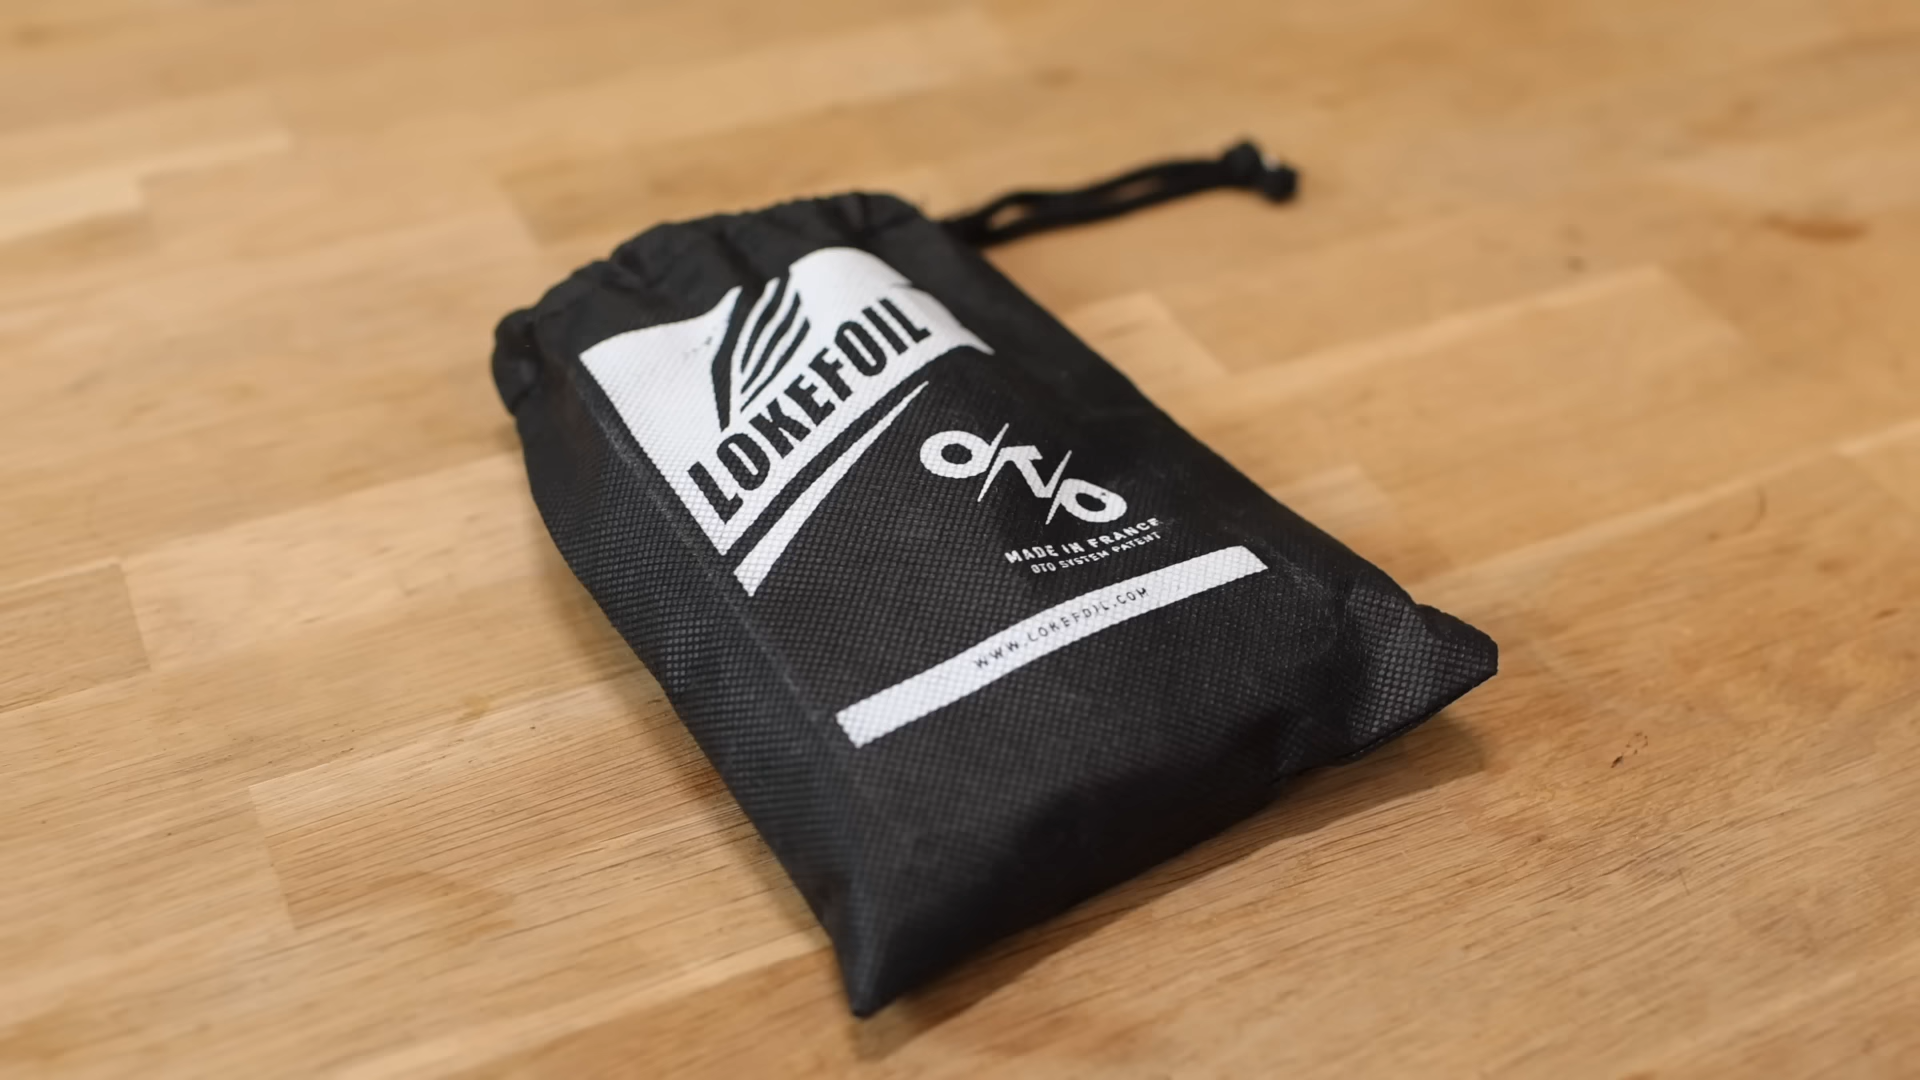 LOKEFOIL
OTO
MADE IN FRANCE
OTO SYSTEM PATENT
WWW.LOKEFOIL.COM